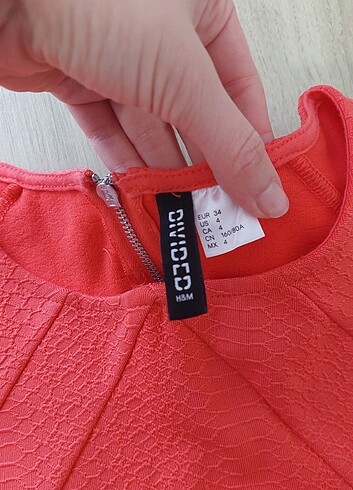 DIVIDED
H&M
EUR 34
US 4
CA 4
CN 160/80A
MX 4